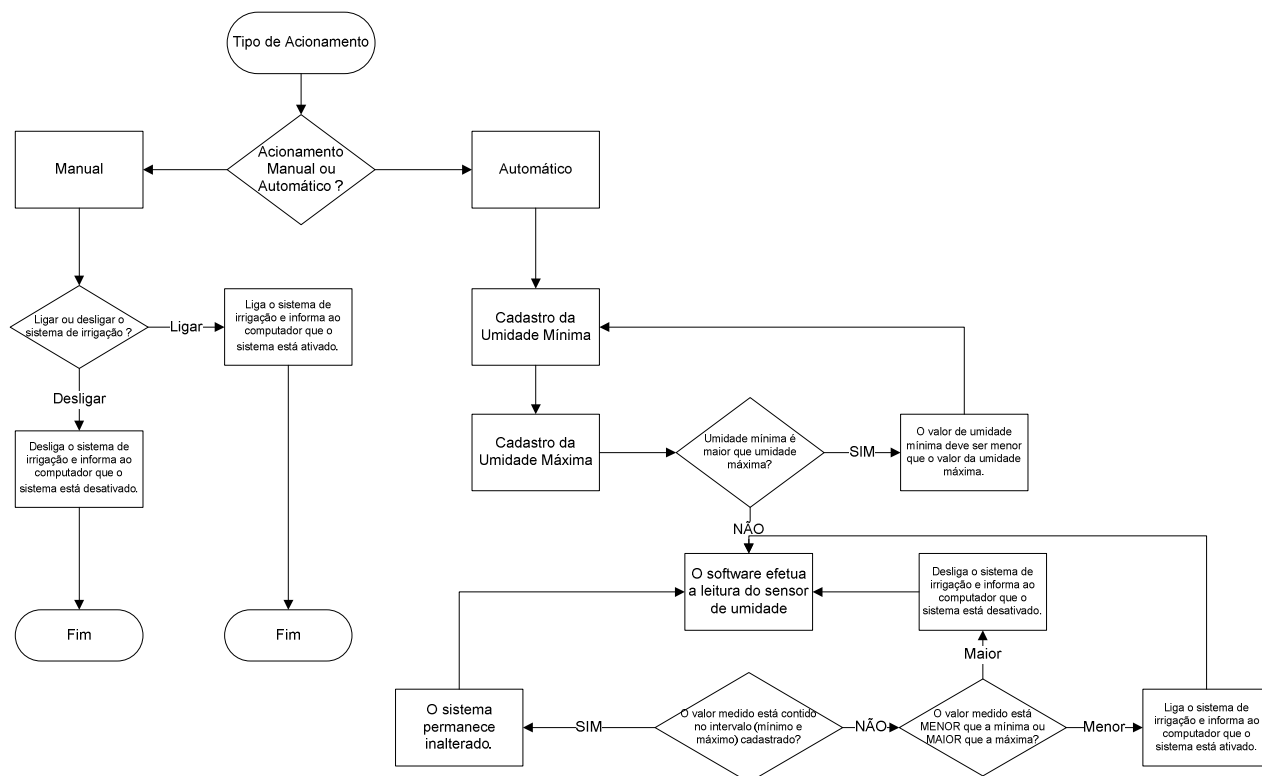 Tipo de Acionamento
Acionamento
Manual ou
Automático ?
Manual
Automático
Ligar ou desligar o
sistema de irrigação ?
Ligar
Liga o sistema de
irrigação e informa ao
computador que o
sistema está ativado.
Desligar
Desliga o sistema de
irrigação e informa ao
computador que o
sistema está desativado.
Fim
Fim
Cadastro da
Umidade Mínima
Cadastro da
Umidade Máxima
Umidade mínima é
maior que umidade
máxima?
SIM
O valor de umidade
mínima deve ser menor
que o valor da umidade
máxima.
NÃO
O software efetua
a leitura do sensor
de umidade
Desliga o sistema de
irrigação e informa ao
computador que o
sistema está desativado.
Maior
O sistema
permanece
inalterado.
SIM
O valor medido está contido
no intervalo (mínimo e
máximo) cadastrado?
NÃO
O valor medido está
MENOR que a mínima ou
MAIOR que a máxima?
Menor
Liga o sistema de
irrigação e informa ao
computador que o
sistema está ativado.